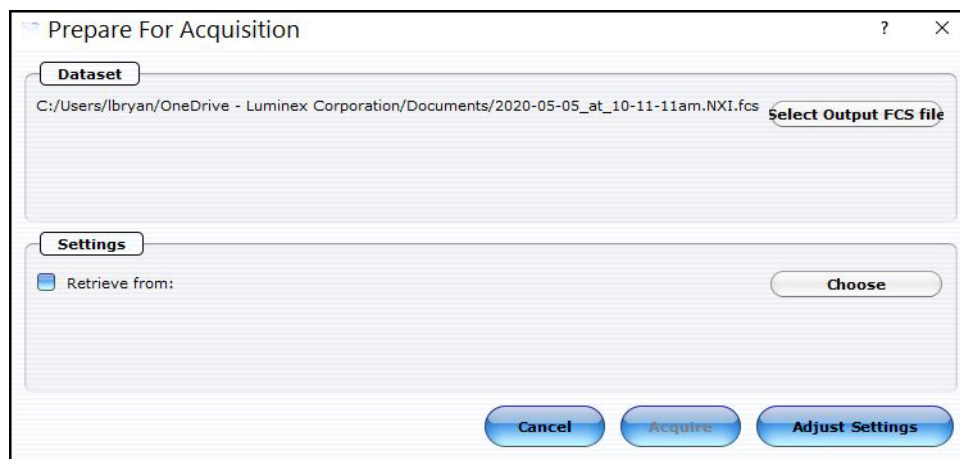 Prepare For Acquisition
?
Dataset
C:/Users/lbryan/OneDrive - Luminex Corporation/Documents/2020-05-05_at_10-11-11am.NXI.fcs
Select Output FCS file
Settings
Retrieve from:
Choose
Cancel
Acquire
Adjust Settings